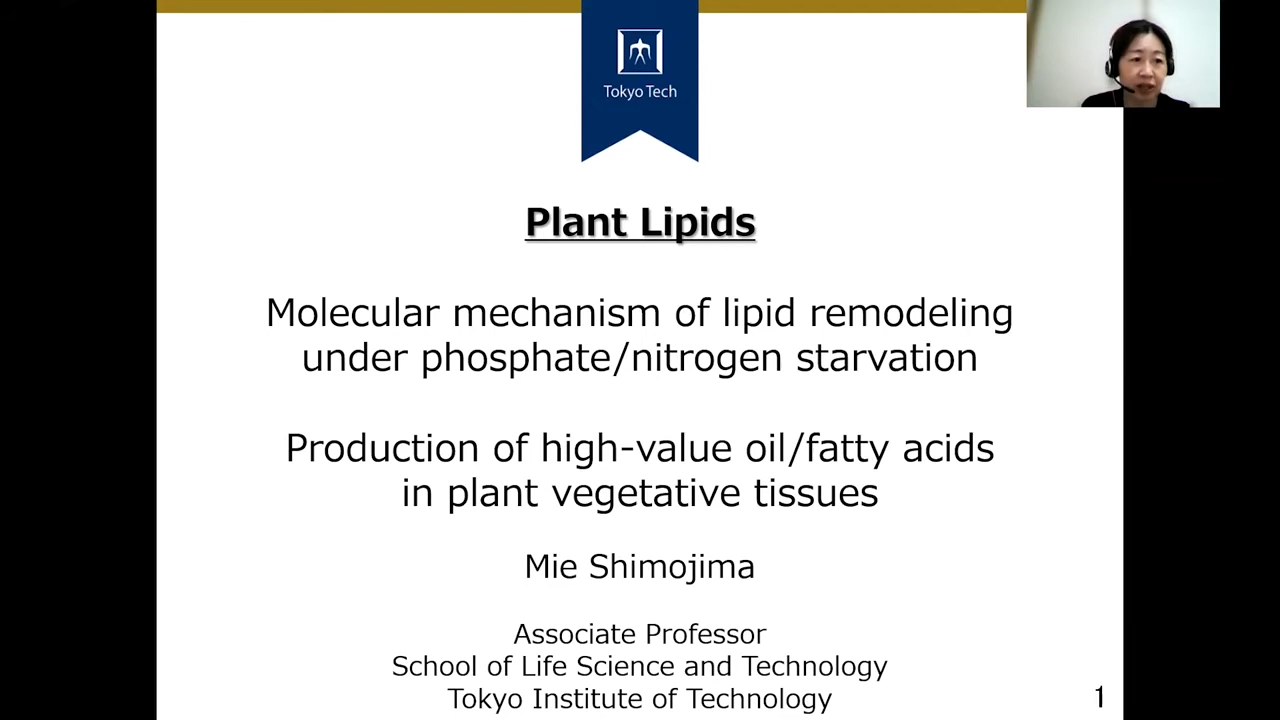 Tokyo Tech
Plant Lipids
Molecular mechanism of lipid remodeling
under phosphate/nitrogen starvation
Production of high-value oil/fatty acids
in plant vegetative tissues
Mie Shimojima
Associate Professor
School of Life Science and Technology
Tokyo Institute of Technology
1